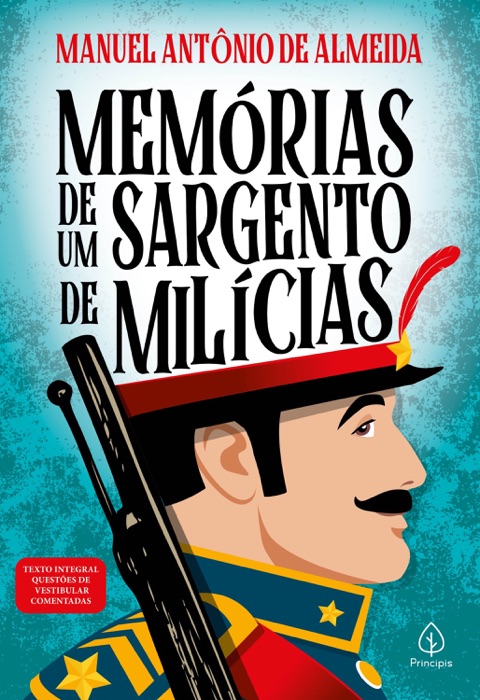 MANUEL ANTÔNIO DE ALMEIDA
MEMÓRIAS
DE UM SARGENTO
DE MILÍCIAS
TEXTO INTEGRAL
QUESTÕES DE
VESTIBULAR
COMENTADAS
Principis